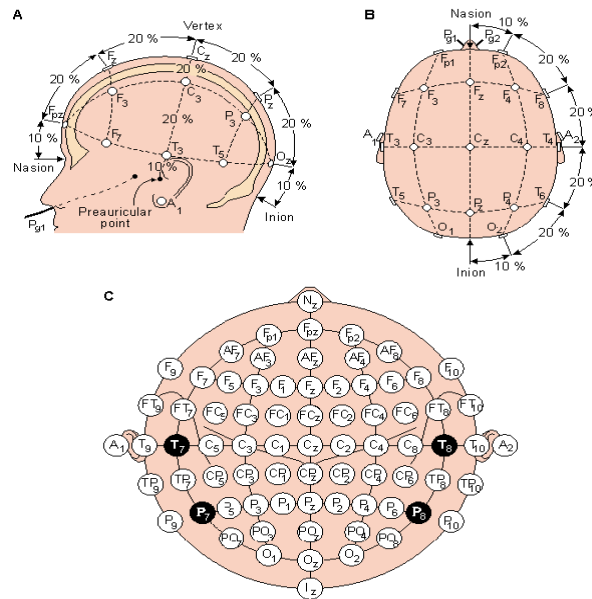 A
Vertex
20 %
20 %
Fz
Cz
20 %
20 %
20 %
F3
C3
Pz
Fpz
20 %
P3
20 %
F7
T3
T5
10 %
10 %
Oz
Nasion
10 %
Preauricular
point
A1
Inion
Pg1
B
Nasion
10 %
Pg1
Pg2
Fp1
Fp2
20 %
F7
F3
Fz
F4
F8
20 %
A1
T3
C3
Cz
C4
T4
A2
20 %
T5
P3
Pz
P4
T6
O1
O2
20 %
10 %
Inion
C
Nz
Fp1
Fpz
Fp2
AF7
AF3
AFz
AF4
AF8
F9
F7
F5
F3
F1
Fz
F2
F4
F6
F8
F10
FT9
FT7
FC5
FC3
FC1
FCz
FC2
FC4
FC6
FT8
FT10
A1
T9
T7
C5
C3
C1
Cz
C2
C4
C8
T8
T10
A2
TP9
TP7
CP5
CP3
CP1
CPz
CP2
CP4
CP6
TP8
TP10
P9
P7
P5
P3
P1
Pz
P2
P4
P6
P8
P10
PO7
PO3
POz
PO4
PO8
O1
Oz
O2
Iz